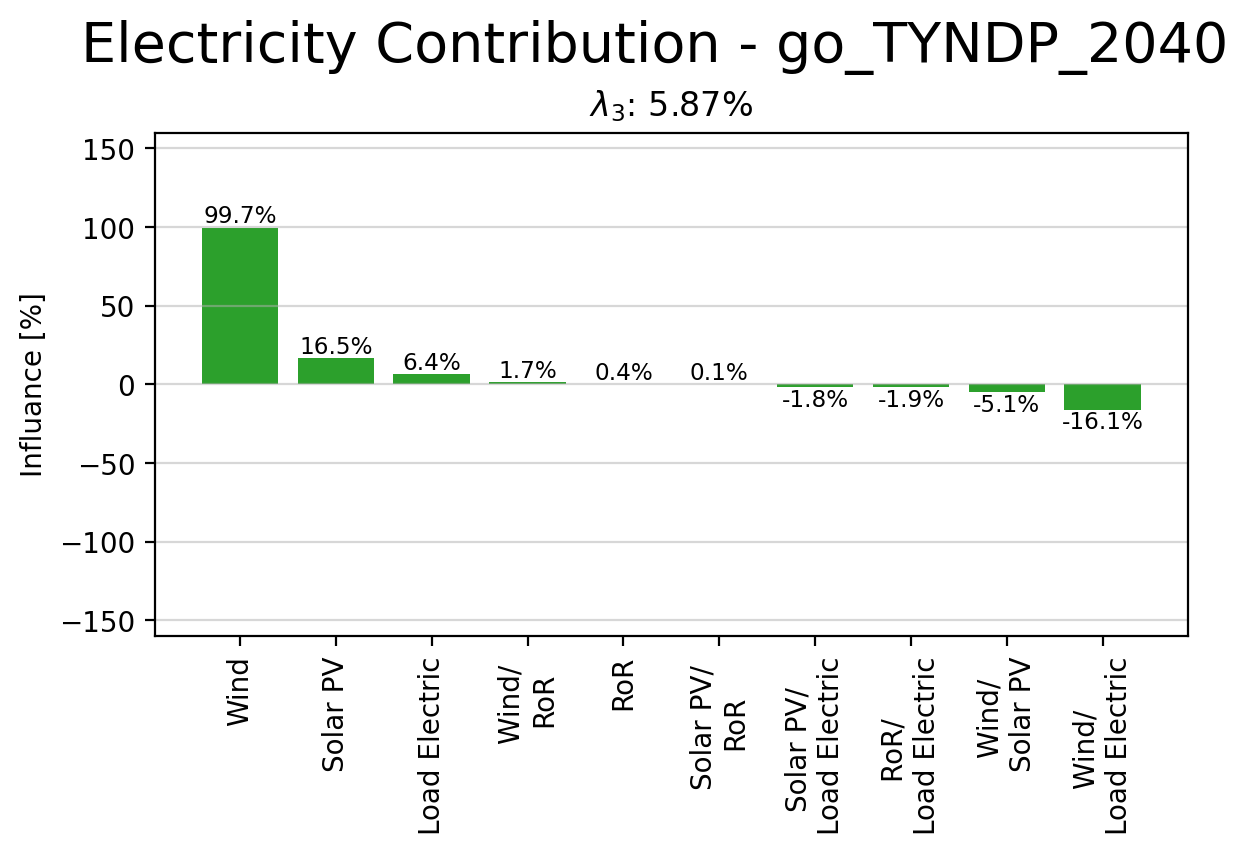 Electricity Contribution - go_TYNDP_2040
λ3: 5.87%
Influance [%]
150
100
50
0
−50
−100
−150
99.7%
16.5%
6.4%
1.7%
0.4%
0.1%
-1.8%
-1.9%
-5.1%
-16.1%
Wind
Solar PV
Load Electric
Wind/
RoR
RoR
Solar PV/
RoR
Solar PV/
Load Electric
RoR/
Load Electric
Wind/
Solar PV
Wind/
Load Electric